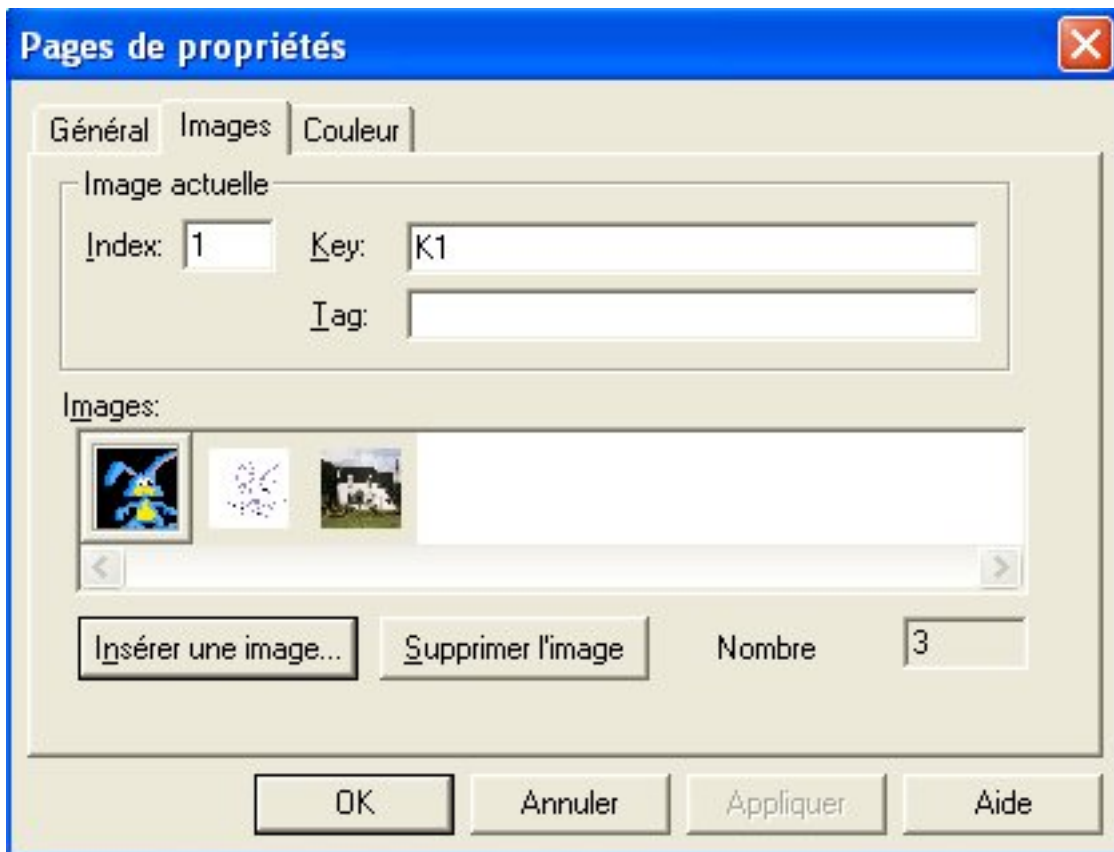 Pages de propriétés
Général Images Couleur
Image actuelle
Index: 1 Key: K1
Tag:
Images:
Insérer une image... Supprimer l'image Nombre 3
OK Annuler Appliquer Aide